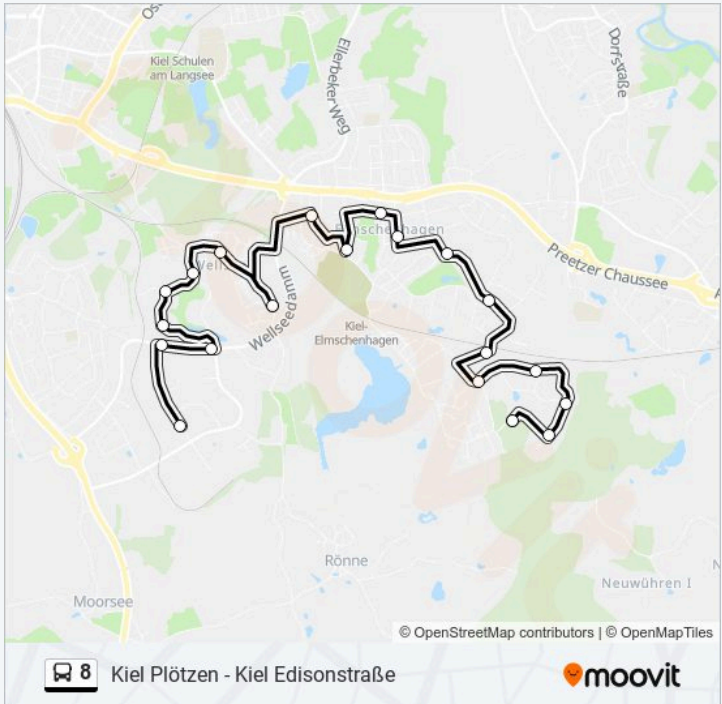 Kiel Schulen
am Langsee
Ellerbeker Weg
Dorfstraße
Preetzer Chaussee
Wellseedamm
Kiel-
Elmschenhagen
Rönne
Neuwühren I
Moorsee
© OpenStreetMap contributors | © OpenMapTiles
8 Kiel Plötzen - Kiel Edisonstraße
moovit